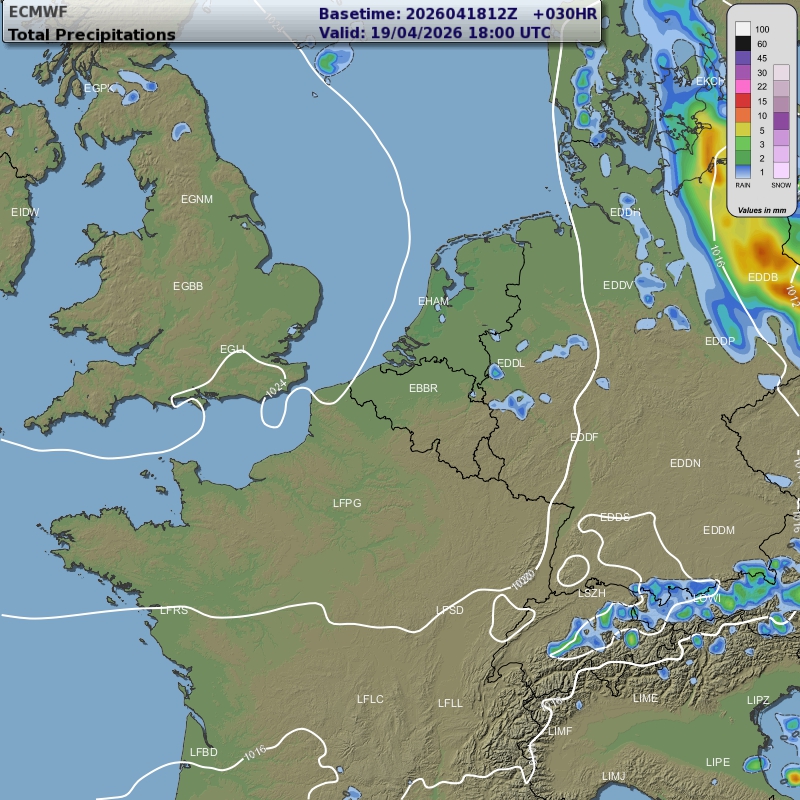 ECMWF
Basetime: 2026041812Z +030HR
Total Precipitations
Valid: 19/04/2026 18:00 UTC
100
60
45
30
22
15
10
5
3
2
1
RAIN SNOW
Values in mm
EKCH
EGPK
EGNM
EIDW
EDDH
1016
EGBB
EDDV
EDDB
1012
EHAM
EGLL
EDDP
EDDL
1024
EBBR
EDDF
EDDN
LFPG
EDDS
EDDM
1020
LSZH
LOWI
LFRS
LFSD
LFLC
LFLL
LIME
LIPZ
LIMF
LFBD
1016
LIPE
LIMJ